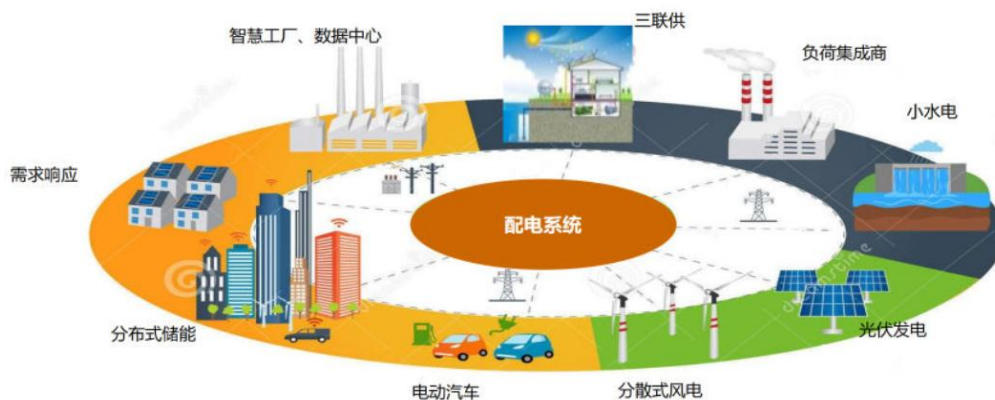 三联供
智慧工厂、数据中心
负荷集成商
小水电
需求响应
配电系统
分布式储能
光伏发电
电动汽车
分散式风电